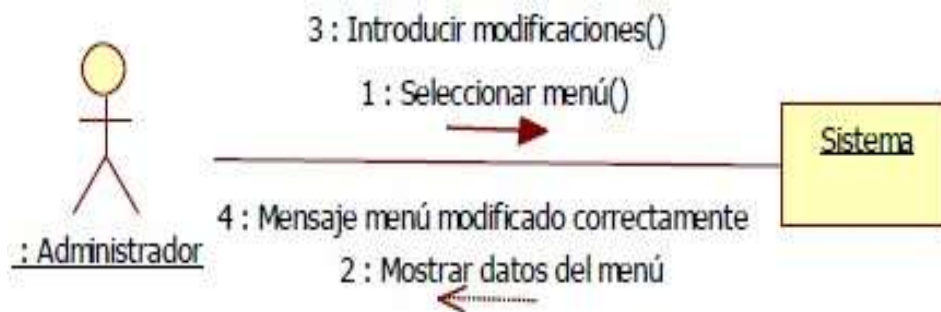 3 : Introducir modificaciones()
1 : Seleccionar menú()
Sistema
4 : Mensaje menú modificado correctamente
: Administrador
2 : Mostrar datos del menú